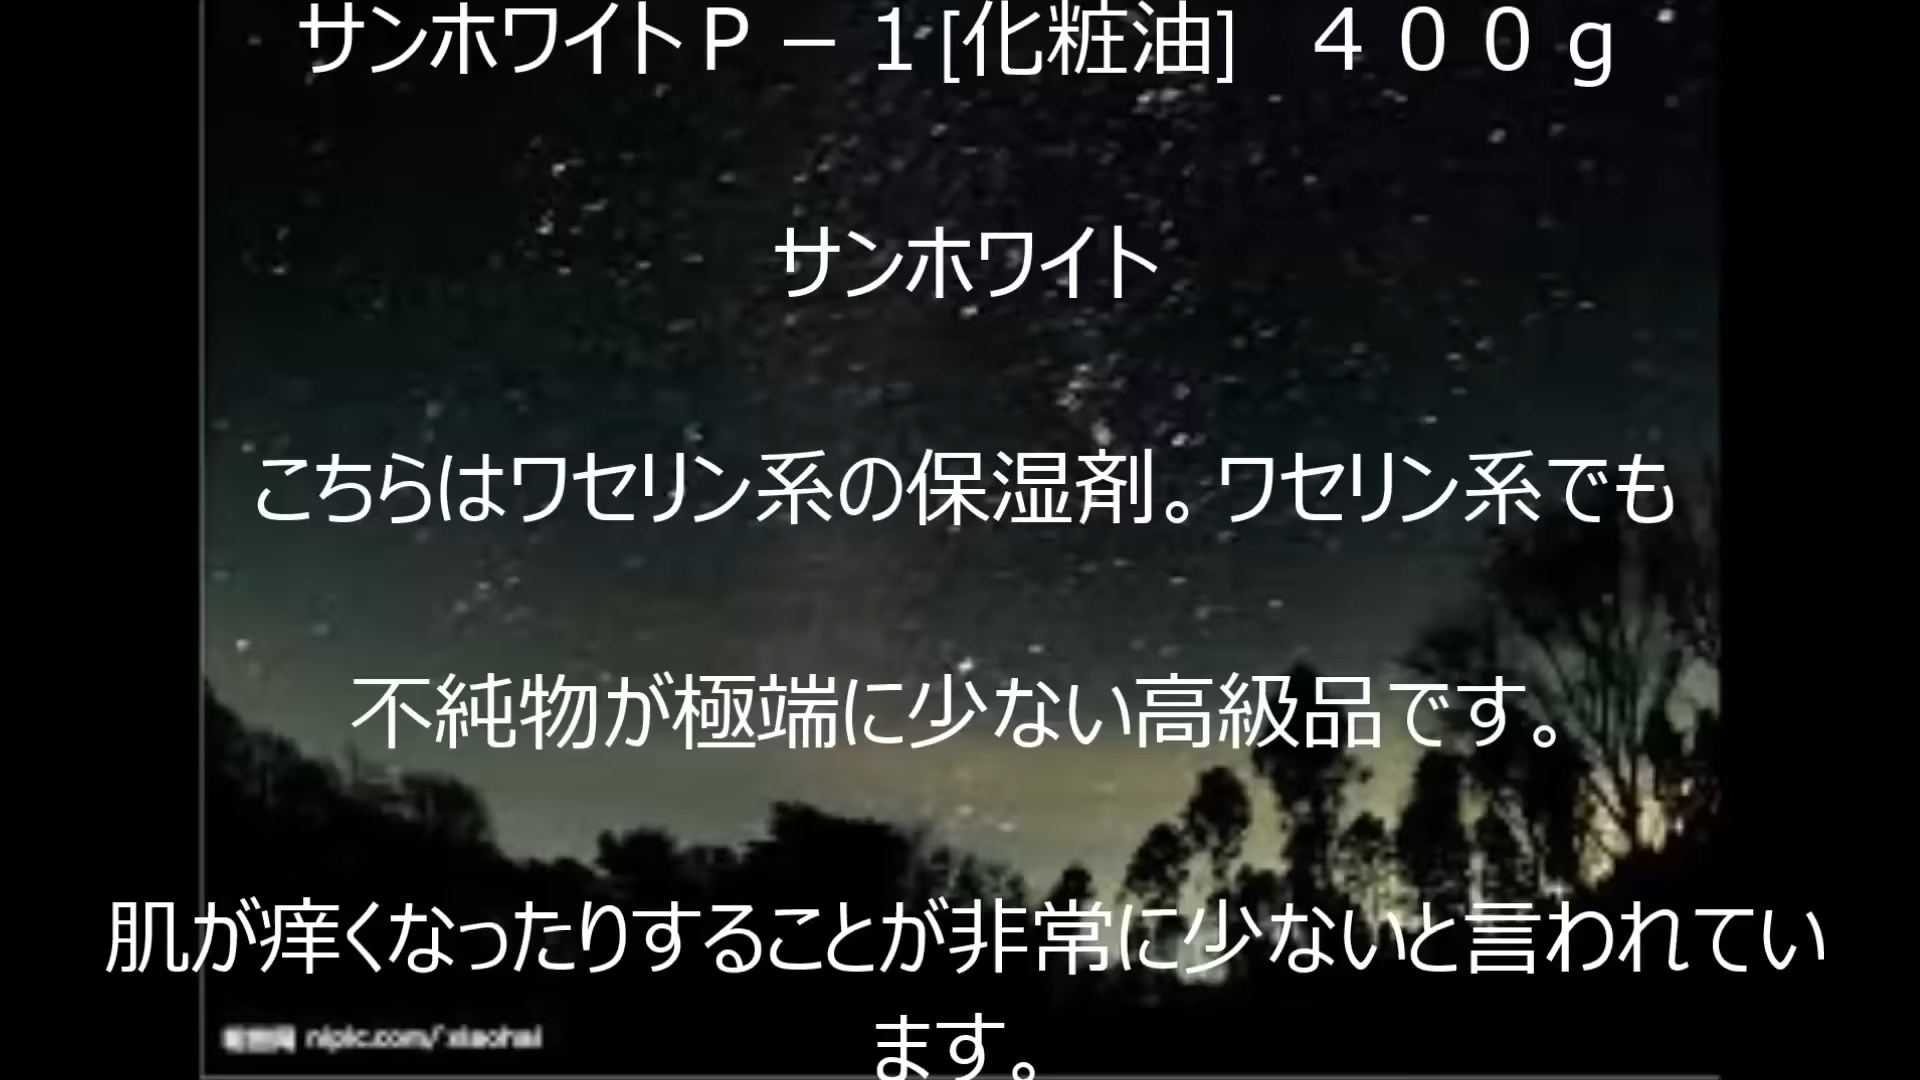 サンホワイトＰ－１[化粧油]　４００ｇ
サンホワイト
こちらはワセリン系の保湿剤。ワセリン系でも
不純物が極端に少ない高級品です。
肌が痒くなったりすることが非常に少ないと言われてい
ます。
nipic.com/xiaohai